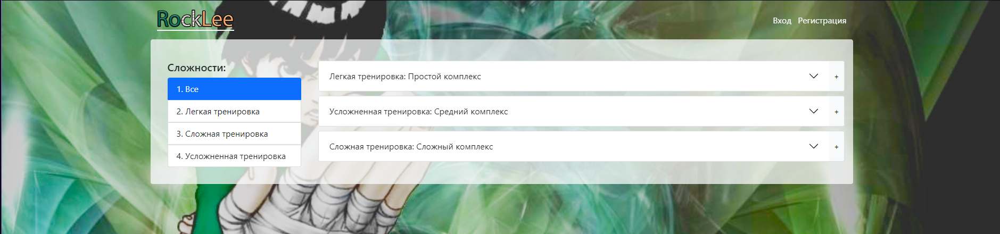 RockLee
Вход Регистрация
Сложности:
1. Все
2. Легкая тренировка
3. Сложная тренировка
4. Усложненная тренировка
Легкая тренировка: Простой комплекс +
Усложненная тренировка: Средний комплекс +
Сложная тренировка: Сложный комплекс +